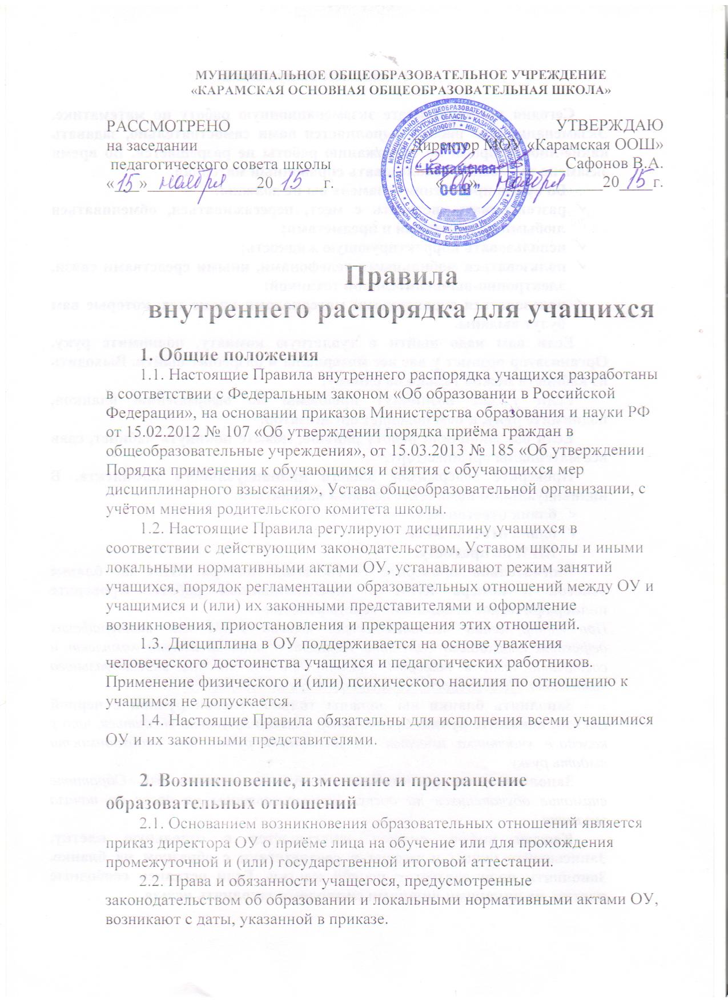 МУНИЦИПАЛЬНОЕ ОБЩЕОБРАЗОВАТЕЛЬНОЕ УЧРЕЖДЕНИЕ
«КАРАМСКАЯ ОСНОВНАЯ ОБЩЕОБРАЗОВАТЕЛЬНАЯ ШКОЛА»
РАССМОТРЕНО
на заседании
педагогического совета школы
«15» ноября 2015 г.
УТВЕРЖДАЮ
Директор МОУ «Карамская ООШ»
Сафонов В.А.
ноября 2015 г.
МОУ
"Карамская
ООШ"
Правила
внутреннего распорядка для учащихся
1. Общие положения
1.1. Настоящие Правила внутреннего распорядка учащихся разработаны
в соответствии с Федеральным законом «Об образовании в Российской
Федерации», на основании приказов Министерства образования и науки РФ
от 15.02.2012 № 107 «Об утверждении порядка приёма граждан в
общеобразовательные учреждения», от 15.03.2013 № 185 «Об утверждении
Порядка применения к обучающимся и снятия с обучающихся мер
дисциплинарного взыскания», Устава общеобразовательной организации, с
учётом мнения родительского комитета школы.
1.2. Настоящие Правила регулируют дисциплину учащихся в
соответствии с действующим законодательством, Уставом школы и иными
локальными нормативными актами ОУ, устанавливают режим занятий
учащихся, порядок регламентации образовательных отношений между ОУ и
учащимися и (или) их законными представителями и оформление
возникновения, приостановления и прекращения этих отношений.
1.3. Дисциплина в ОУ поддерживается на основе уважения
человеческого достоинства учащихся и педагогических работников.
Применение физического и (или) психического насилия по отношению к
учащимся не допускается.
1.4. Настоящие Правила обязательны для исполнения всеми учащимися
ОУ и их законными представителями.
2. Возникновение, изменение и прекращение
образовательных отношений
2.1. Основанием возникновения образовательных отношений является
приказ директора ОУ о приёме лица на обучение или для прохождения
промежуточной и (или) государственной итоговой аттестации.
2.2. Права и обязанности учащегося, предусмотренные
законодательством об образовании и локальными нормативными актами ОУ,
возникают с даты, указанной в приказе.